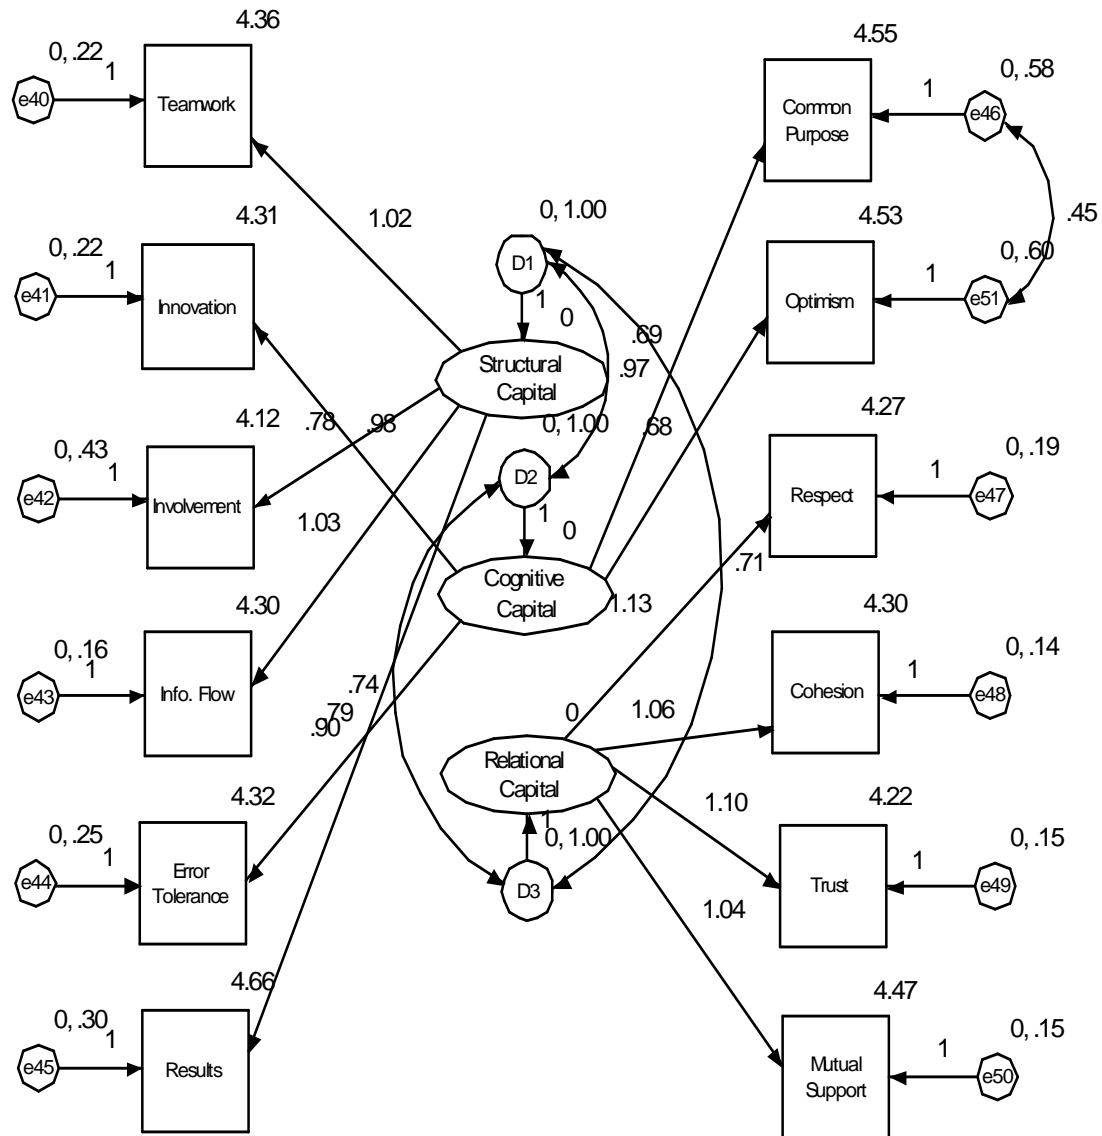 4.36
0, .22
1
e40
Teamwork
4.55
0, .58
1
e46
Common
Purpose
.45
1.02
0, 1.00
D1
1
0
4.31
0, .22
1
e41
Innovation
4.53
0, .60
1
e51
Optimism
.69
.97
Structural
Capital
.78
.98
.68
0, 1.00
D2
1
0
4.12
0, .43
1
e42
Involvement
4.27
0, .19
1
e47
Respect
1.03
.71
Cognitive
Capital
1.13
4.30
0, .16
1
e43
Info. Flow
4.30
0, .14
1
e48
Cohesion
.74
.79
.90
0
1.06
Relational
Capital
1
0, 1.00
D3
1.10
1.04
4.32
0, .25
1
e44
Error
Tolerance
4.22
0, .15
1
e49
Trust
4.66
0, .30
1
e45
Results
4.47
0, .15
1
e50
Mutual
Support